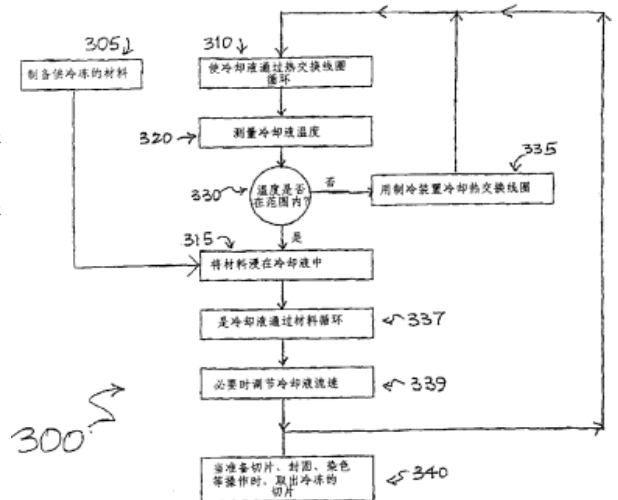 305
制备供冷冻的材料
310
使冷却液通过热交换线圈
循环
320
测量冷却液温度
330
温度是否
在范围内?
否
335
用制冷装置冷却热交换线圈
是
315
将材料浸在冷却液中
是冷却液通过材料循环
337
必要时调节冷却液流速
339
300
当准备切片、封固、染色
等操作时、取出冷冻的
切片
340